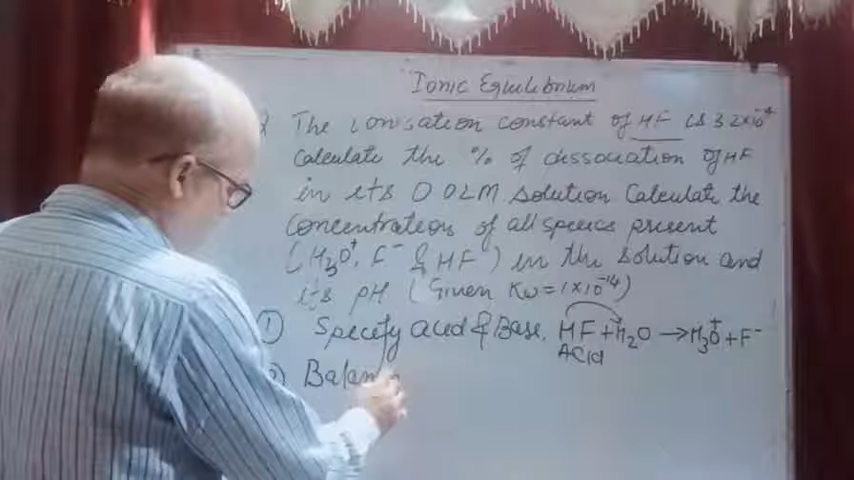 Ionic Equilibrium
The ionisation constant of HF is 3.2×10⁻⁴
Calculate the % of dissociation of HF
in its 0.02M solution Calculate the
Concentrations of all species present
(H₃O⁺, F⁻ & HF) in the solution and
its pH (Given Kw=1×10⁻¹⁴)
① Specify acid & Base. HF+H₂O →H₃O⁺+F⁻
Acid
Balan